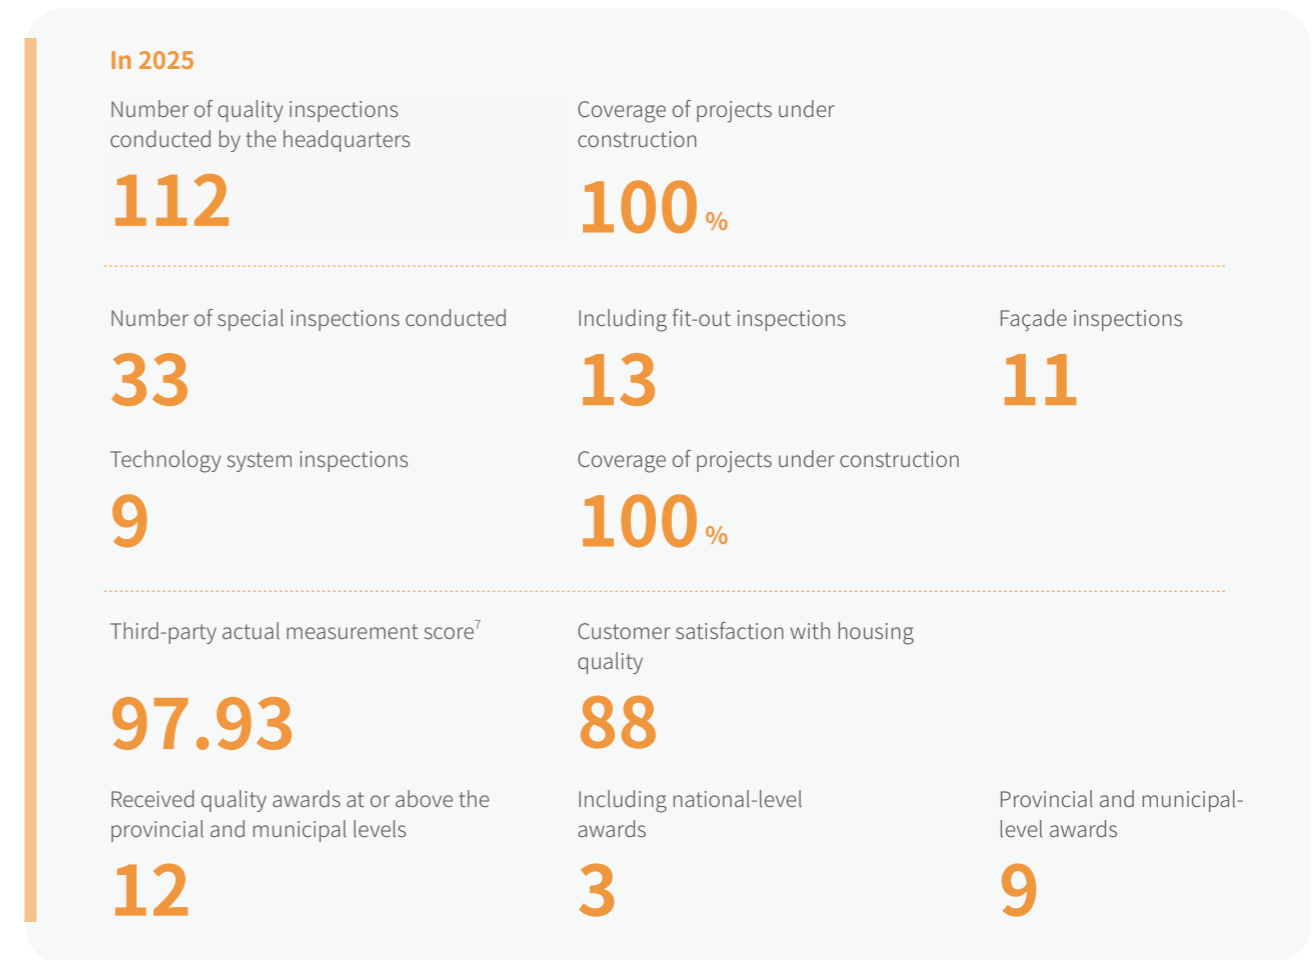 In 2025
Number of quality inspections
conducted by the headquarters
112
Coverage of projects under
construction
100 %
Number of special inspections conducted
33
Including fit-out inspections
13
Façade inspections
11
Technology system inspections
9
Coverage of projects under construction
100 %
Third-party actual measurement score⁷
97.93
Customer satisfaction with housing
quality
88
Received quality awards at or above the
provincial and municipal levels
12
Including national-level
awards
3
Provincial and municipal-
level awards
9